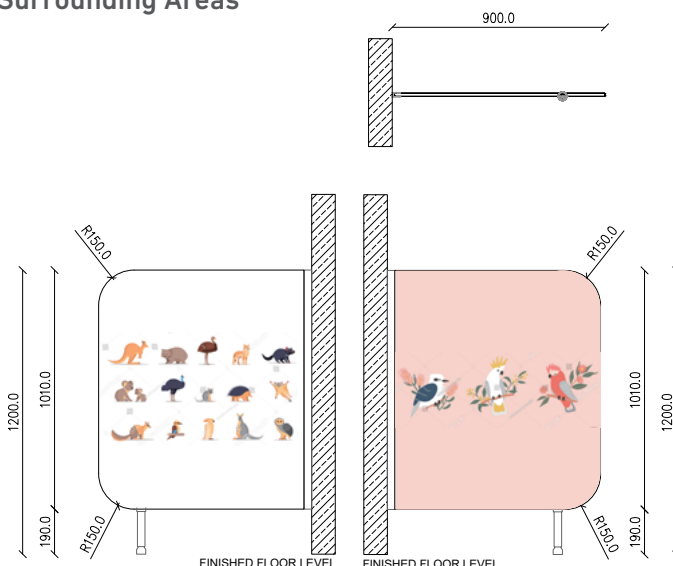 Surrounding Areas
900.0
R150.0
R150.0
1200.0
1010.0
1010.0
1200.0
190.0
R150.0
R150.0
190.0
FINISHED FLOOR LEVEL
FINISHED FLOOR LEVEL